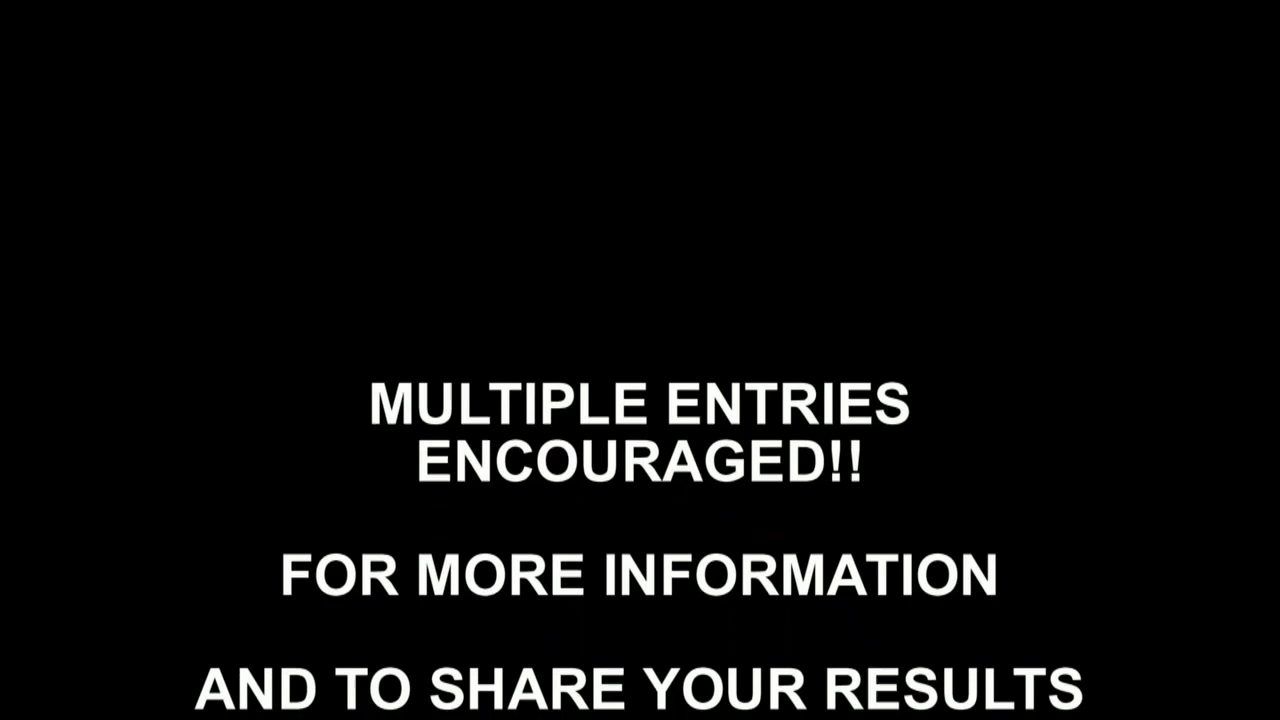 MULTIPLE ENTRIES
ENCOURAGED!!
FOR MORE INFORMATION
AND TO SHARE YOUR RESULTS